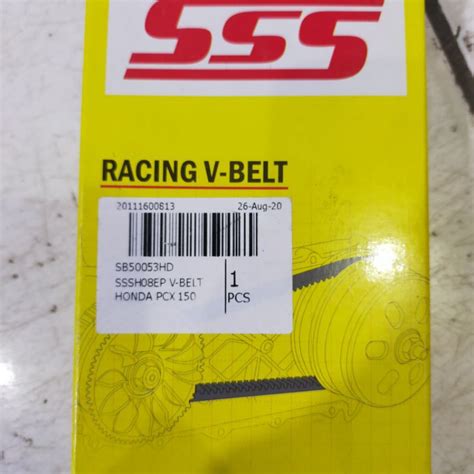 SSS
RACING V-BELT
20111600813 26-Aug-20
SB50053HD
SSSH08EP V-BELT
HONDA PCX 150
1
PCS